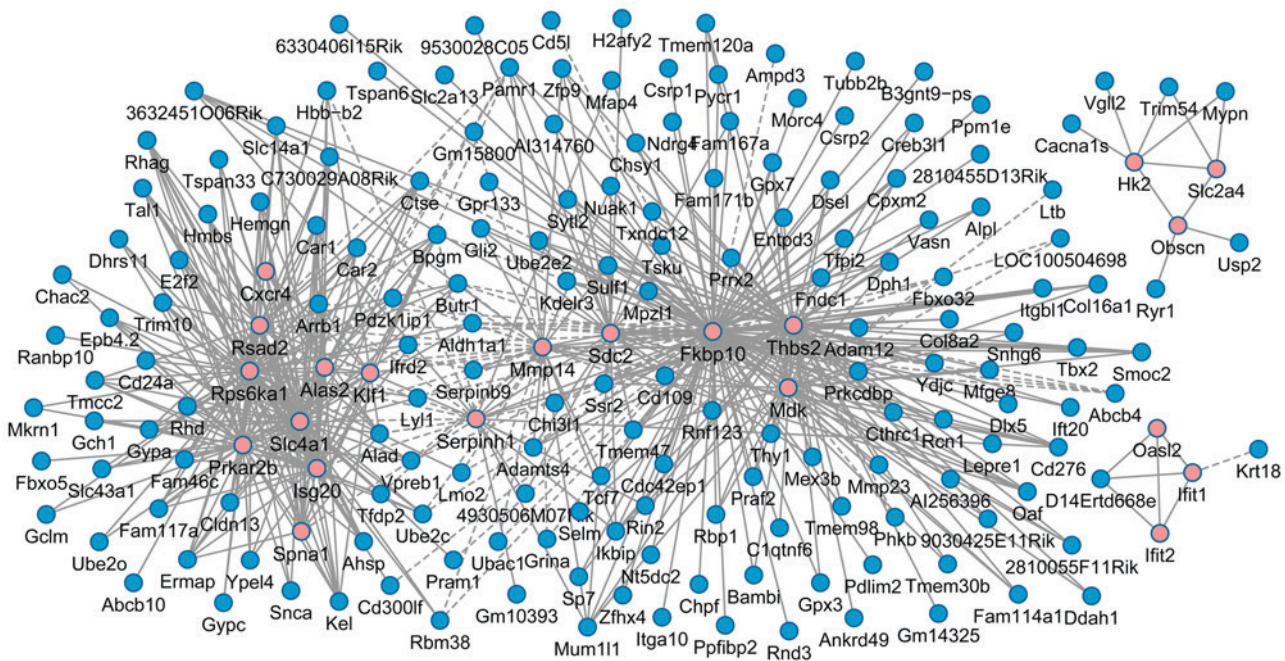 6330406I15Rik
9530028C05
Cd5l
H2afy2
Tmem120a
Tspan6
Slc2a13
Pamr1
Zfp9
Mfap4
Csrp1
Pycr1
Ampd3
Tubb2b
B3gnt9-ps
Vgll2
Trim54
Mypn
3632451O06Rik
Hbb-b2
Morc4
Csrp2
Ppm1e
Cacna1s
Slc14a1
Gm15800
AI314760
Chsy1
Ndrg4
Fam167a
Creb3l1
Rhag
Tspan33
C730029A08Rik
Gpx7
2810455D13Rik
Hk2
Slc2a4
Tal1
Hemgn
Ctse
Gpr133
Sytl2
Nuak1
Fam171b
Dsel
Cpxm2
Ltb
Hmbs
Car1
Gli2
Txndc12
Entpd3
Vasn
Alpl
Obscn
Dhrs11
E2f2
Car2
Bpgm
Ube2e2
Tsku
Prrx2
Tfpi2
LOC100504698
Usp2
Chac2
Cxcr4
Butr1
Kdelr3
Sulf1
Fndc1
Dph1
Fbxo32
Itgbl1
Col16a1
Trim10
Arrb1
Pdzk1ip1
Mpzl1
Ryr1
Epb4.2
Rsad2
Aldh1a1
Col8a2
Ranbp10
Ifrd2
Mmp14
Sdc2
Fkbp10
Thbs2
Adam12
Snhg6
Tbx2
Smoc2
Cd24a
Rps6ka1
Alas2
Klf1
Serpinb9
Ssr2
Cd109
Prkcdbp
Ydjc
Mfge8
Abcb4
Tmcc2
Lyl1
Chi3l1
Mdk
Mkrn1
Gch1
Rhd
Slc4a1
Serpinh1
Rnf123
Cthrc1
Rcn1
Dlx5
Ift20
Oasl2
Gypa
Prkar2b
Alad
Adamts4
Tmem47
Thy1
Lepre1
Cd276
Krt18
Fbxo5
Slc43a1
Fam46c
Isg20
Vpreb1
Lmo2
Tcf7
Cdc42ep1
Mex3b
Mmp23
AI256396
D14Ertd668e
Ifit1
Gclm
Fam117a
Cldn13
Tfdp2
4930506M07Rik
Rin2
Praf2
Oaf
Spna1
Ube2c
Selm
Rbp1
Tmem98
Phkb
9030425E11Rik
Ifit2
Ube2o
Ermap
Ypel4
Ahsp
Pram1
Ubac1
Grina
Ikbip
Nt5dc2
C1qtnf6
Pdlim2
Tmem30b
2810055F11Rik
Abcb10
Snca
Cd300lf
Gm10393
Sp7
Chpf
Bambi
Gpx3
Gypc
Kel
Rbm38
Zfhx4
Itga10
Ppfibp2
Rnd3
Ankrd49
Gm14325
Fam114a1
Ddah1
Mum1l1